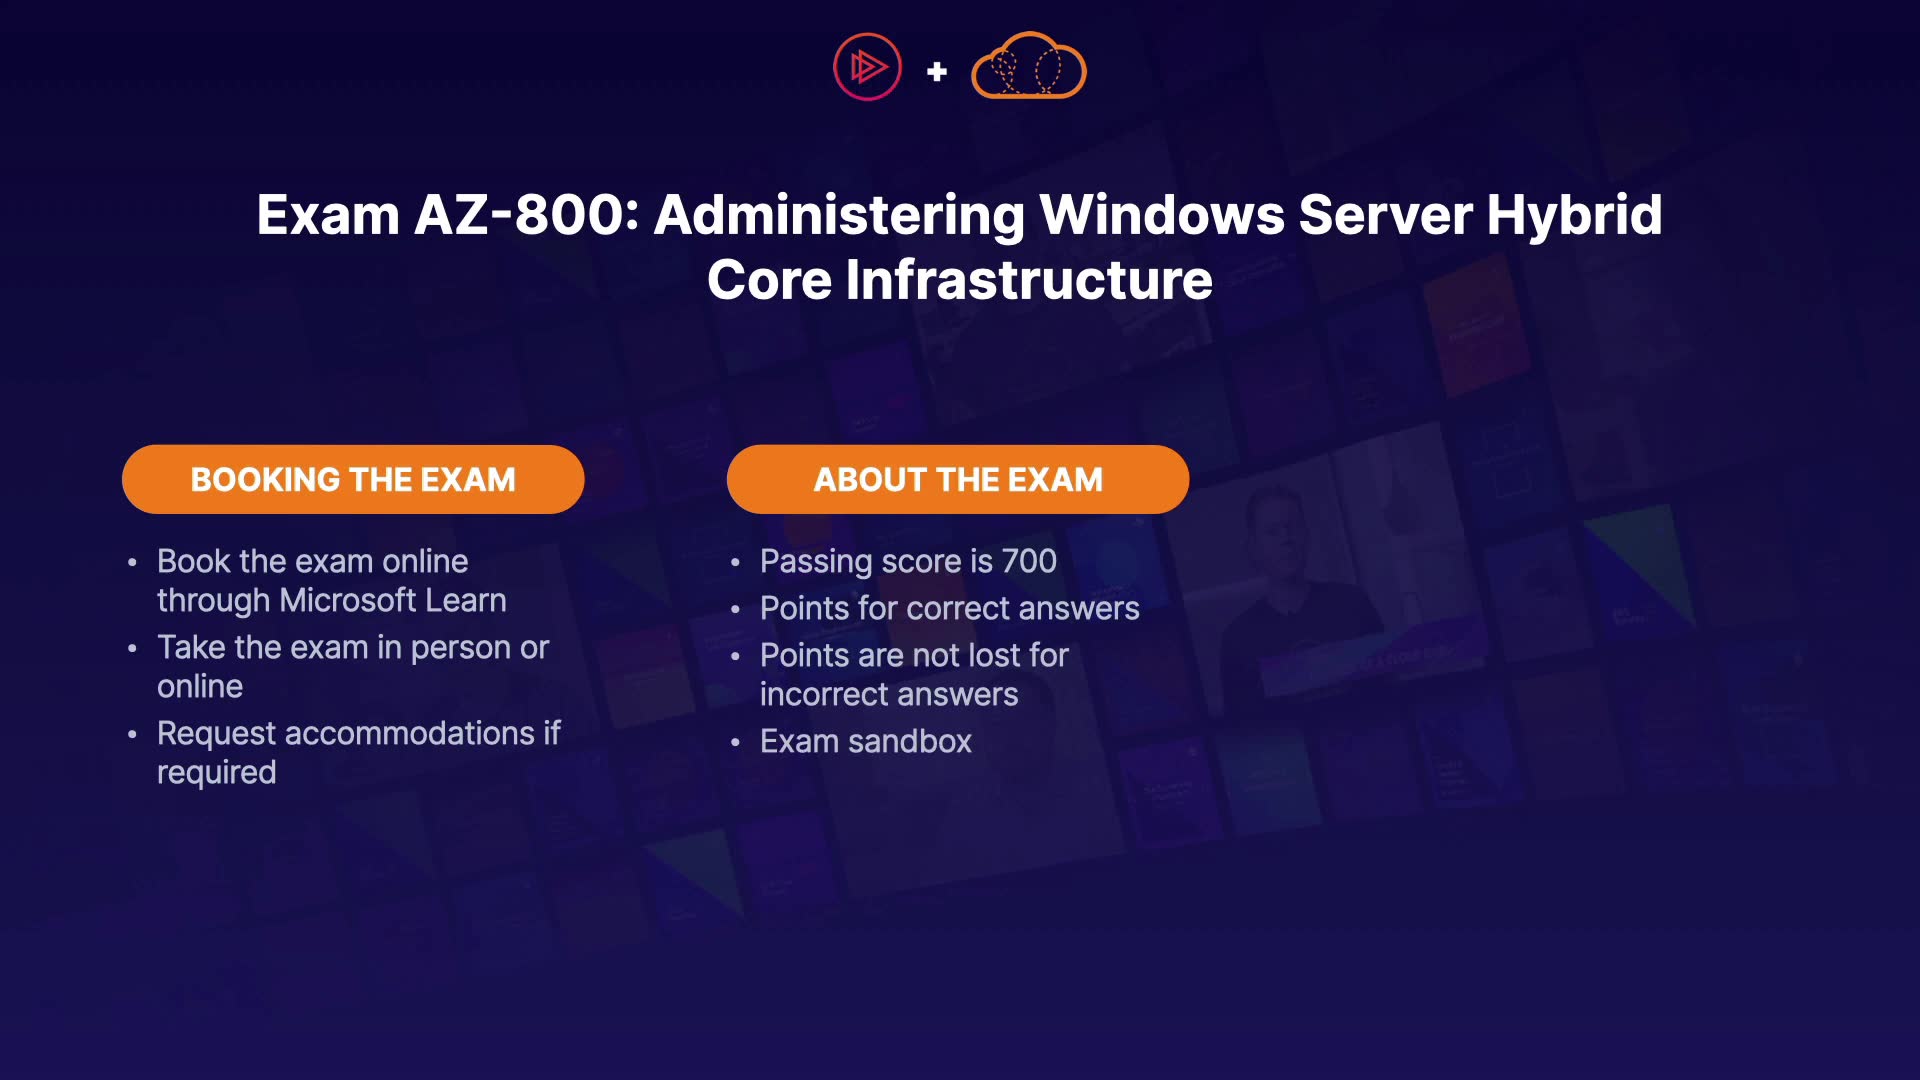 Exam AZ-800: Administering Windows Server Hybrid
Core Infrastructure
BOOKING THE EXAM
• Book the exam online
through Microsoft Learn
• Take the exam in person or
online
• Request accommodations if
required
ABOUT THE EXAM
• Passing score is 700
• Points for correct answers
• Points are not lost for
incorrect answers
• Exam sandbox